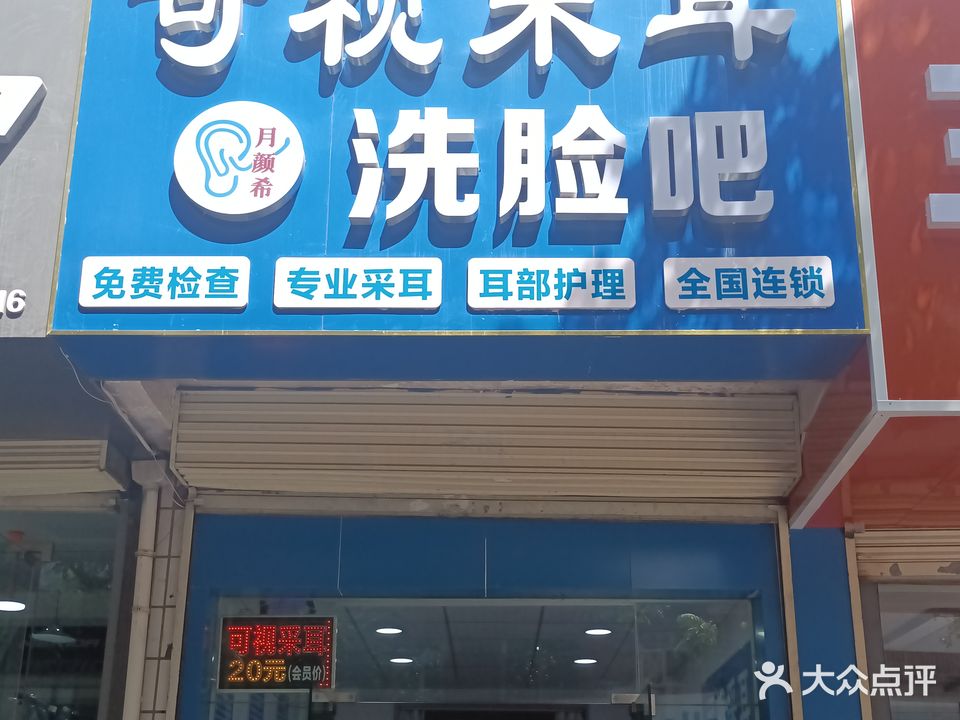 可视采耳
月颜希
洗脸吧
免费检查 专业采耳 耳部护理 全国连锁
可视采耳
20元(会员价)
大众点评